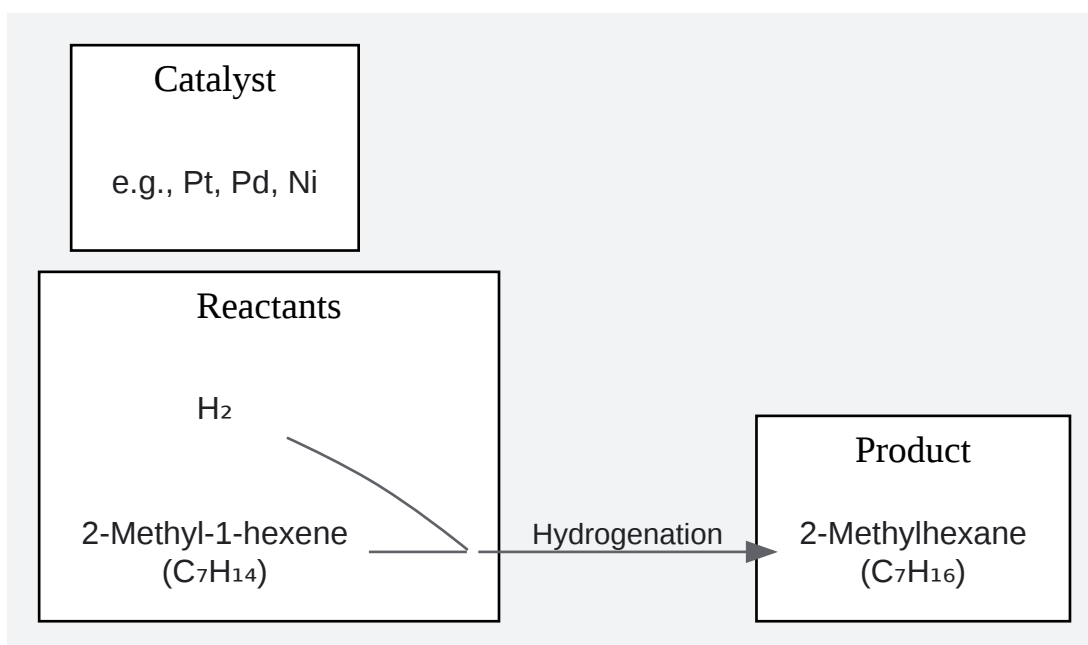 Catalyst
e.g., Pt, Pd, Ni
Reactants
H₂
2-Methyl-1-hexene
(C₇H₁₄)
Hydrogenation
Product
2-Methylhexane
(C₇H₁₆)